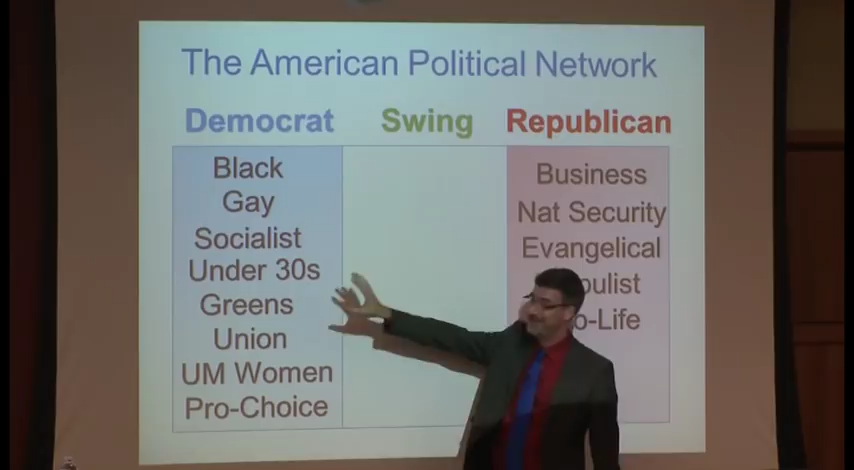 The American Political Network
Democrat Swing Republican
Black
Gay
Socialist
Under 30s
Greens
Union
UM Women
Pro-Choice
Business
Nat Security
Evangelical